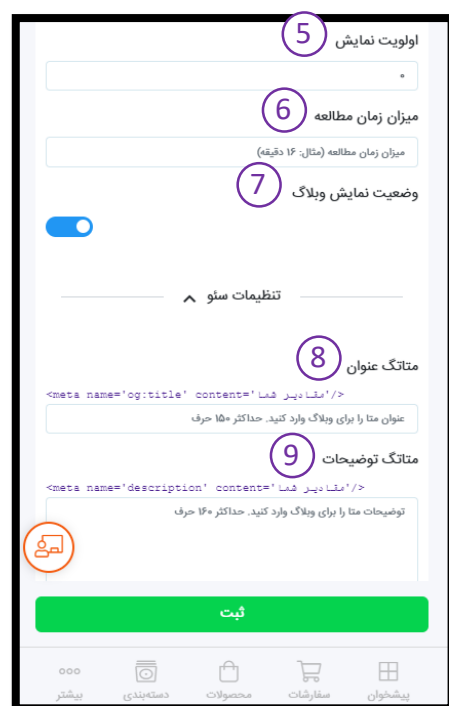 اولویت نمایش 5
۰
میزان زمان مطالعه 6
میزان زمان مطالعه (مثال: ۱۶ دقیقه)
وضعیت نمایش وبلاگ 7
تنظیمات سئو
متاتگ عنوان 8
<meta name='og:title' content='مقادیر شما'/>
عنوان متا را برای وبلاگ وارد کنید. حداکثر ۱۵۰ حرف
متاتگ توضیحات 9
<meta name='description' content='مقادیر شما'/>
توضیحات متا را برای وبلاگ وارد کنید. حداکثر ۱۶۰ حرف
ثبت
پیشخوان سفارشات محصولات دسته‌بندی بیشتر